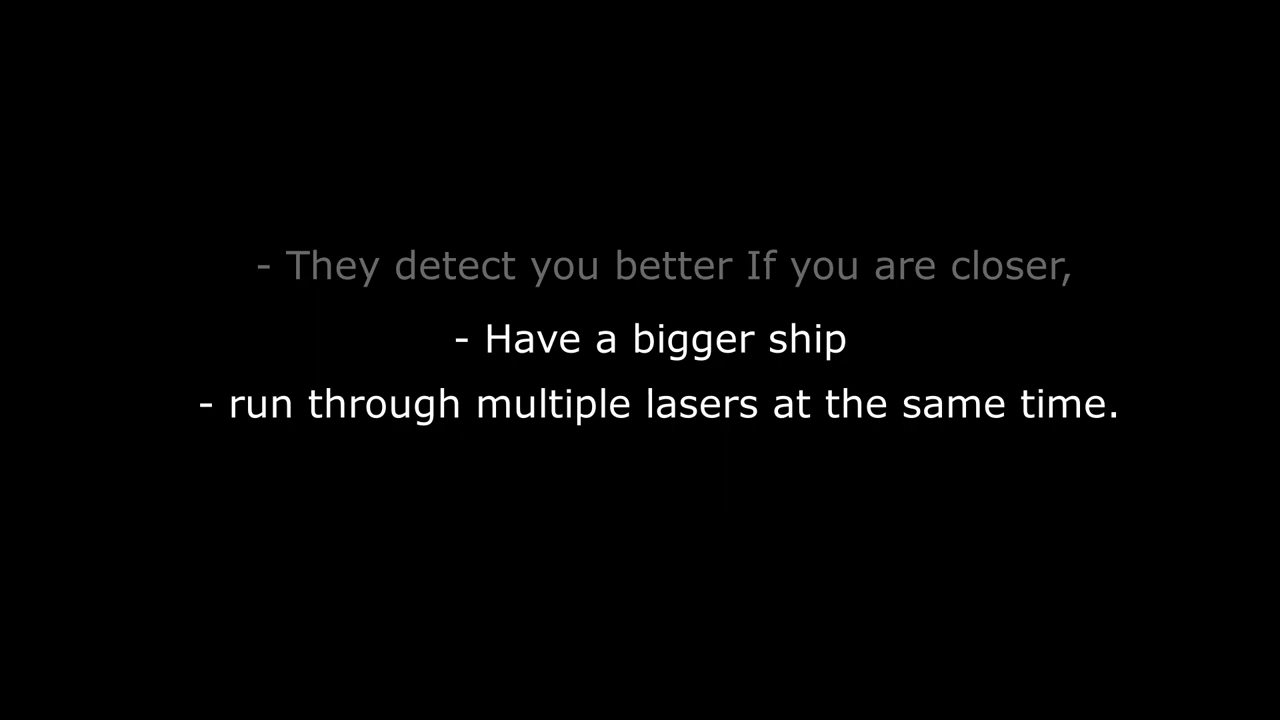 - They detect you better If you are closer,
- Have a bigger ship
- run through multiple lasers at the same time.